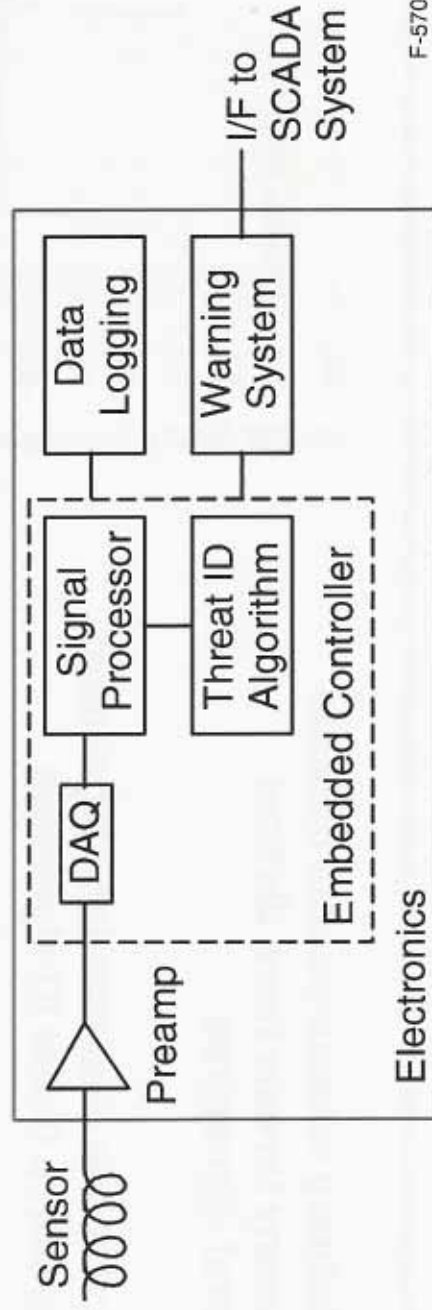 Sensor
Preamp
DAQ
Signal
Processor
Threat ID
Algorithm
Embedded Controller
Electronics
Data
Logging
Warning
System
I/F to
SCADA
System
F-570